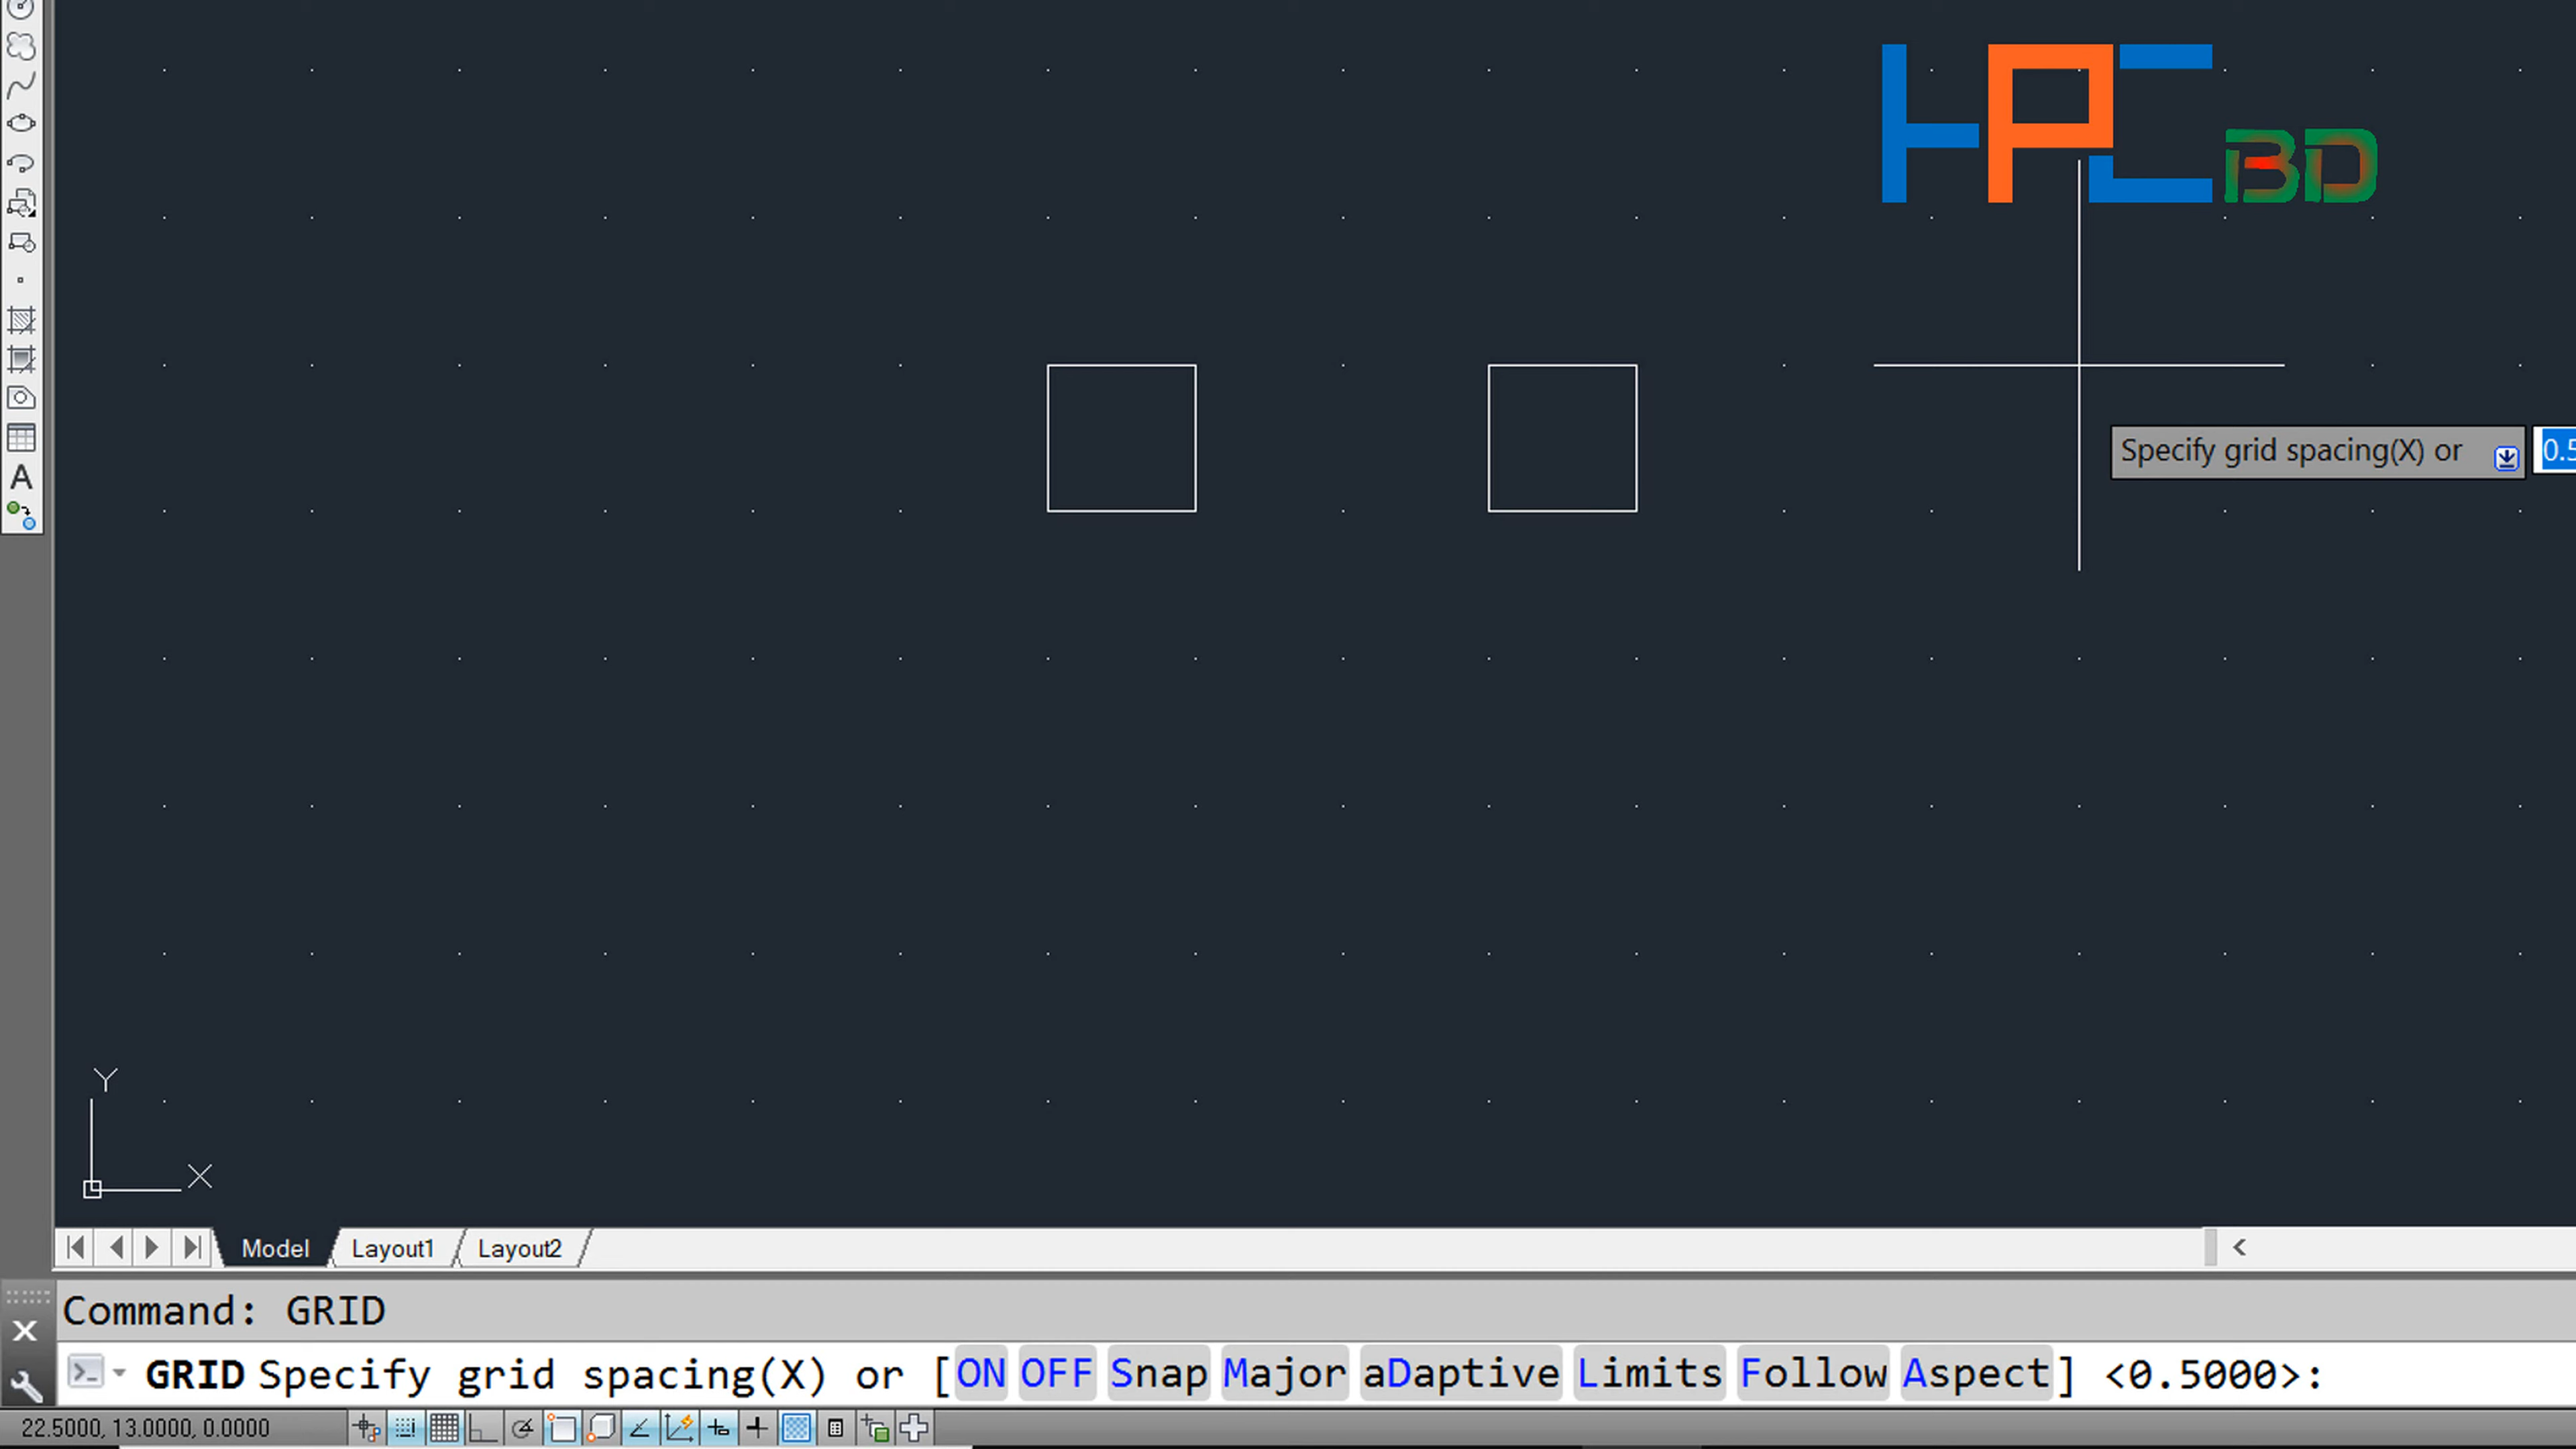 HPC BD
Specify grid spacing(X) or 0.5
Y
X
Model Layout1 Layout2
Command: GRID
GRID Specify grid spacing(X) or [ON OFF Snap Major aDaptive Limits Follow Aspect] <0.5000>:
22.5000, 13.0000, 0.0000